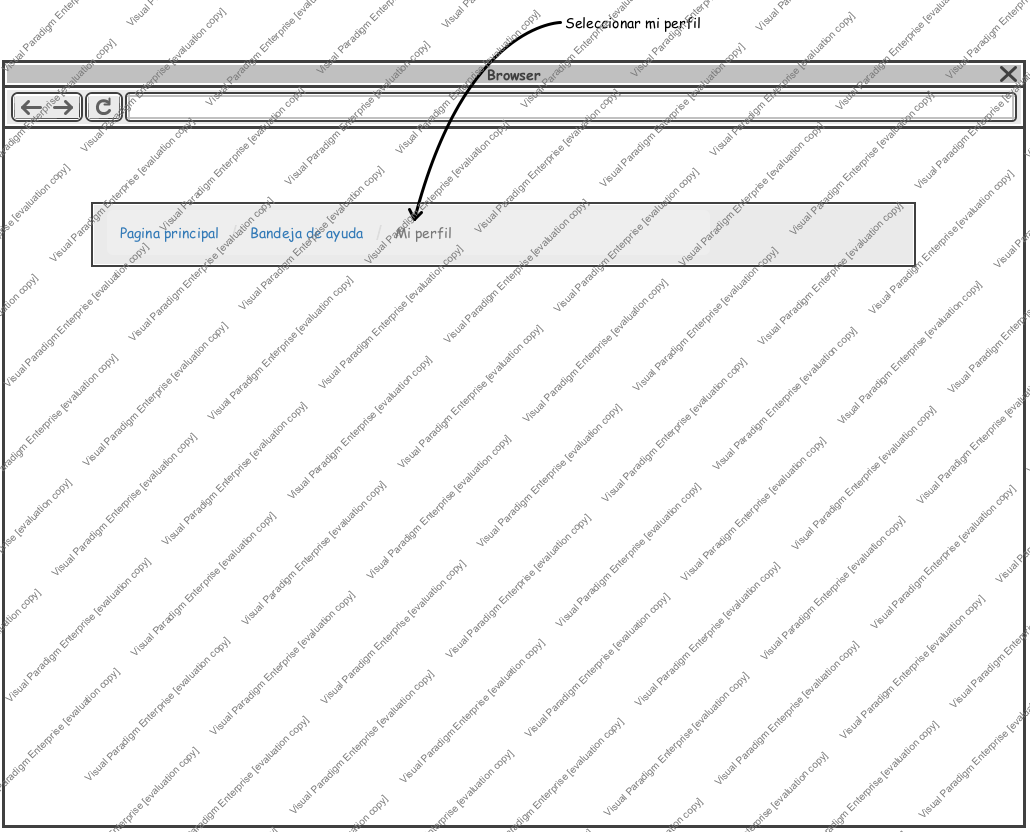 Seleccionar mi perfil
Browser
Pagina principal / Bandeja de ayuda / Mi perfil
Visual Paradigm Enterprise [evaluation copy]